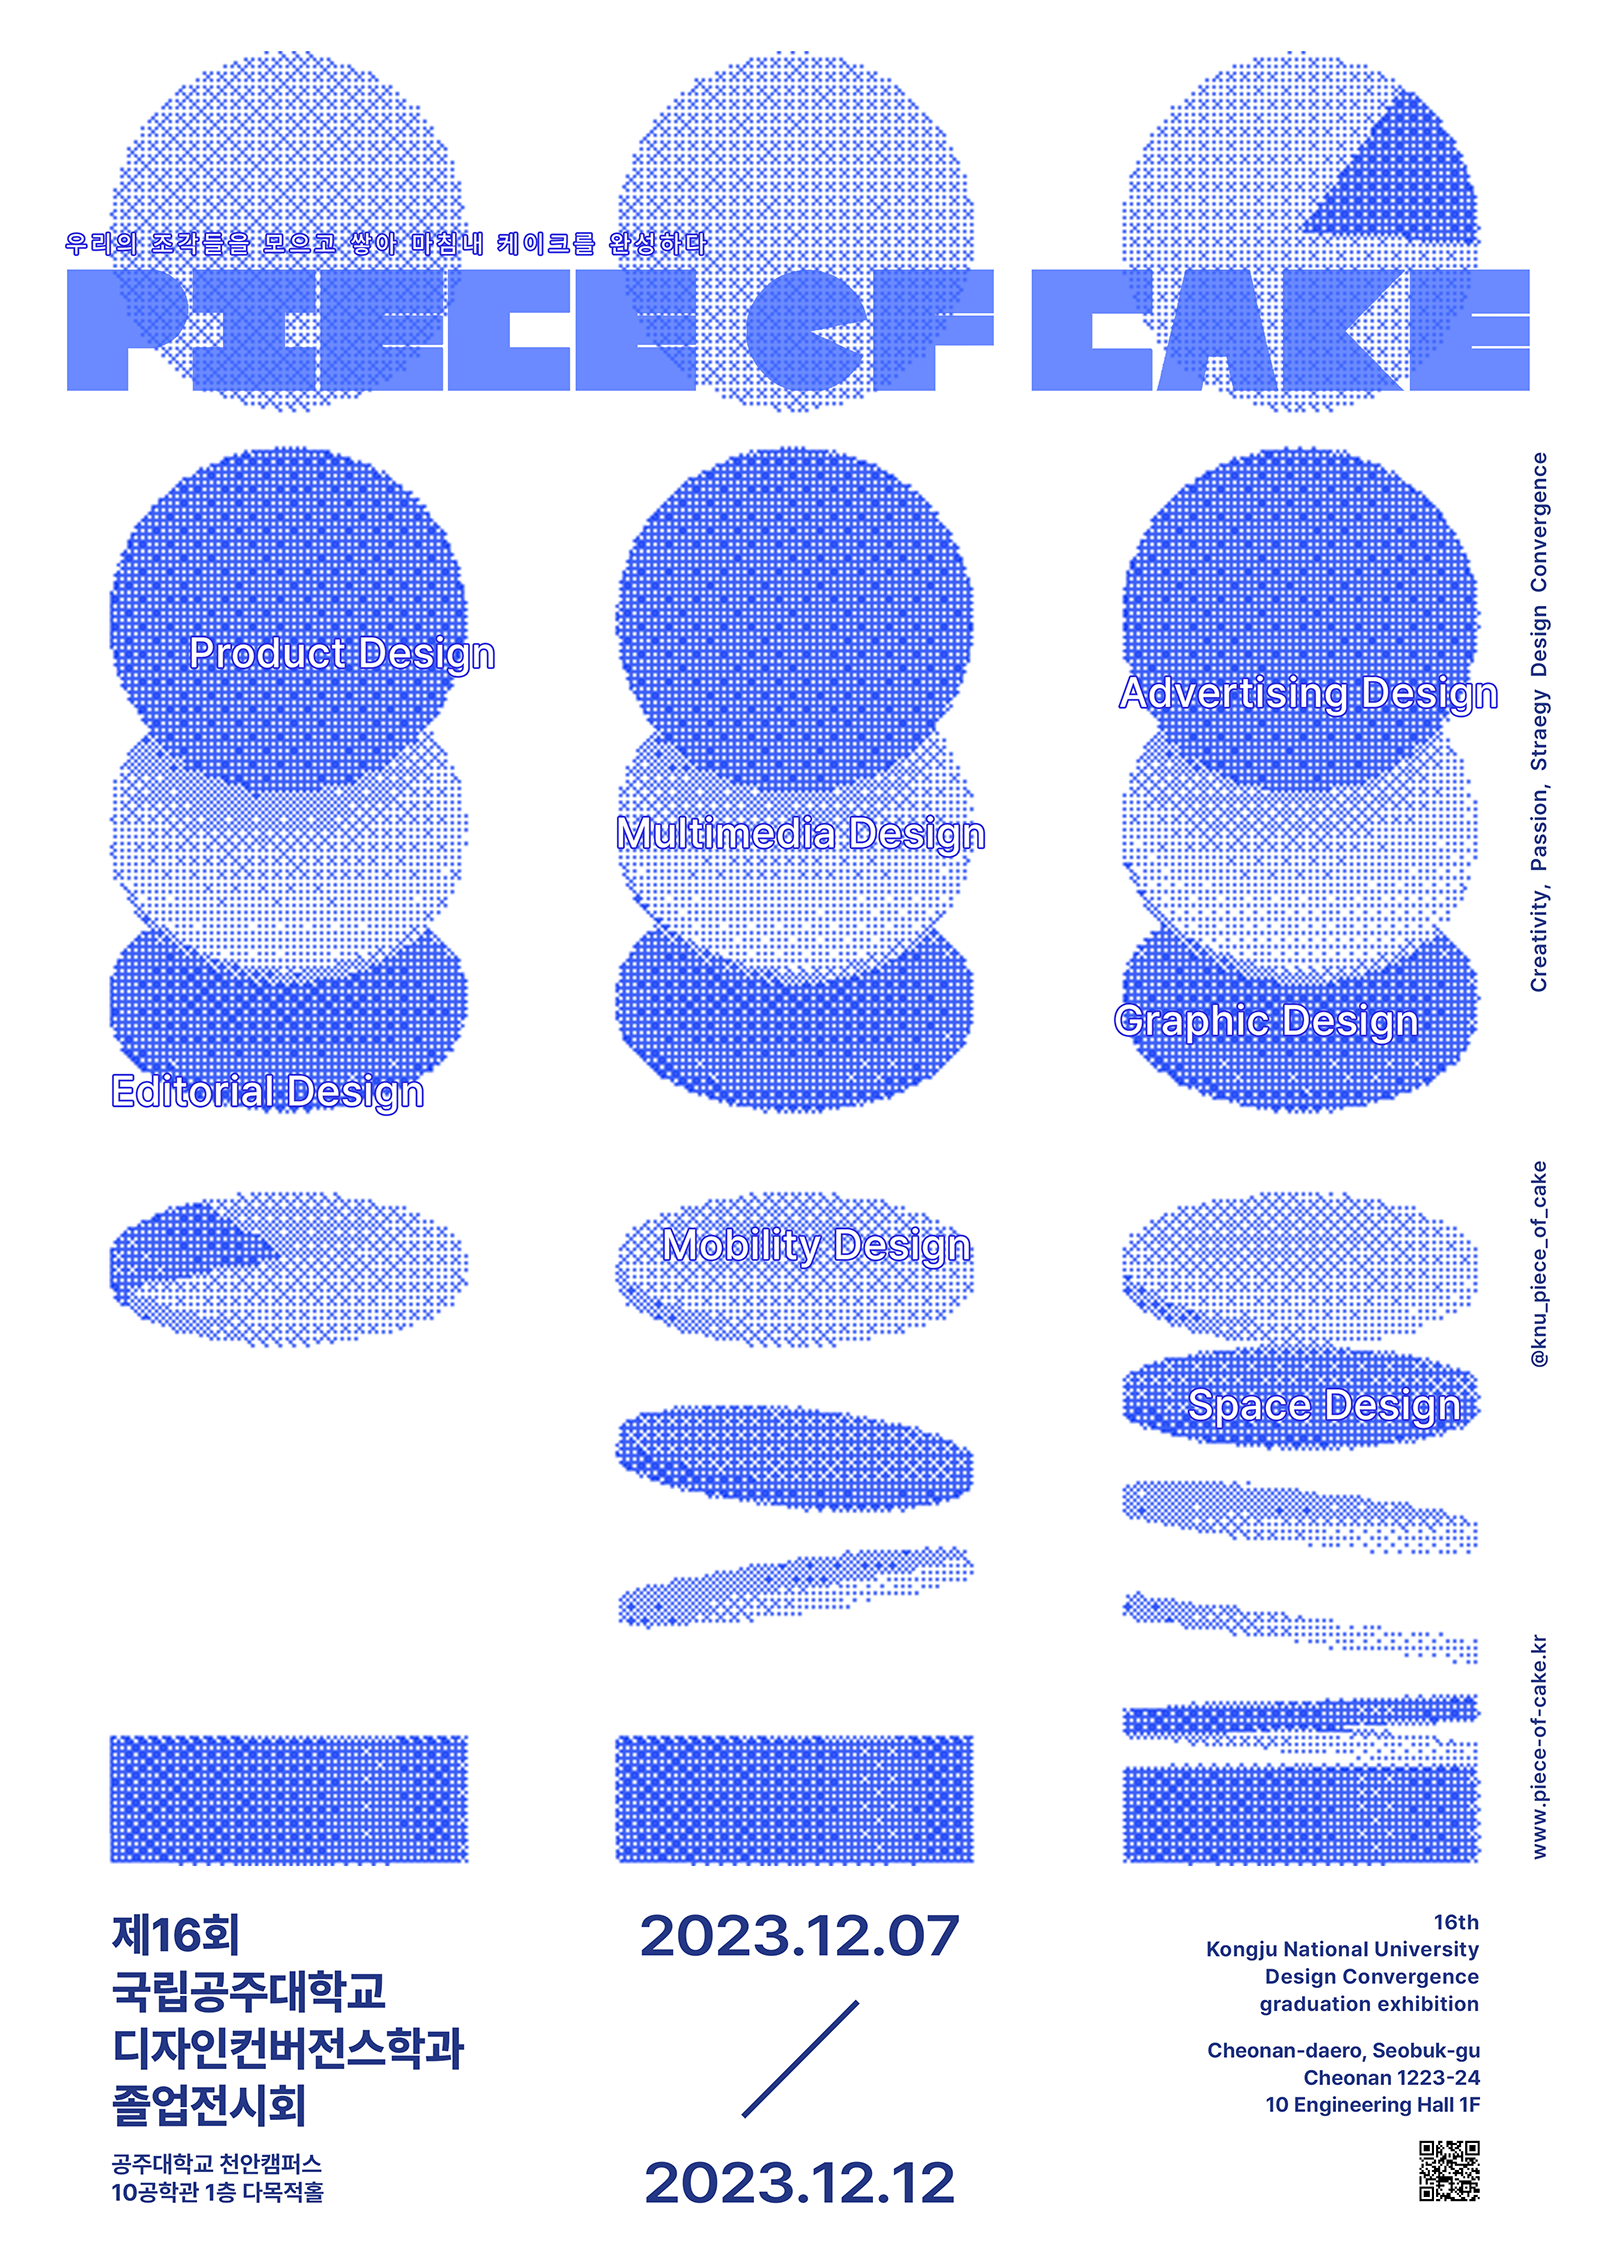 우리의 조각들을 모으고 쌓아 마침내 케이크를 완성하다
PIECE OF CAKE
Product Design
Advertising Design
Multimedia Design
Graphic Design
Editorial Design
Mobility Design
Space Design
Creativity, Passion, Straegy Design Convergence
@knu_piece_of_cake
www.piece-of-cake.kr
제16회
국립공주대학교
디자인컨버전스학과
졸업전시회
공주대학교 천안캠퍼스
10공학관 1층 다목적홀
2023.12.07
/
2023.12.12
16th
Kongju National University
Design Convergence
graduation exhibition
Cheonan-daero, Seobuk-gu
Cheonan 1223-24
10 Engineering Hall 1F